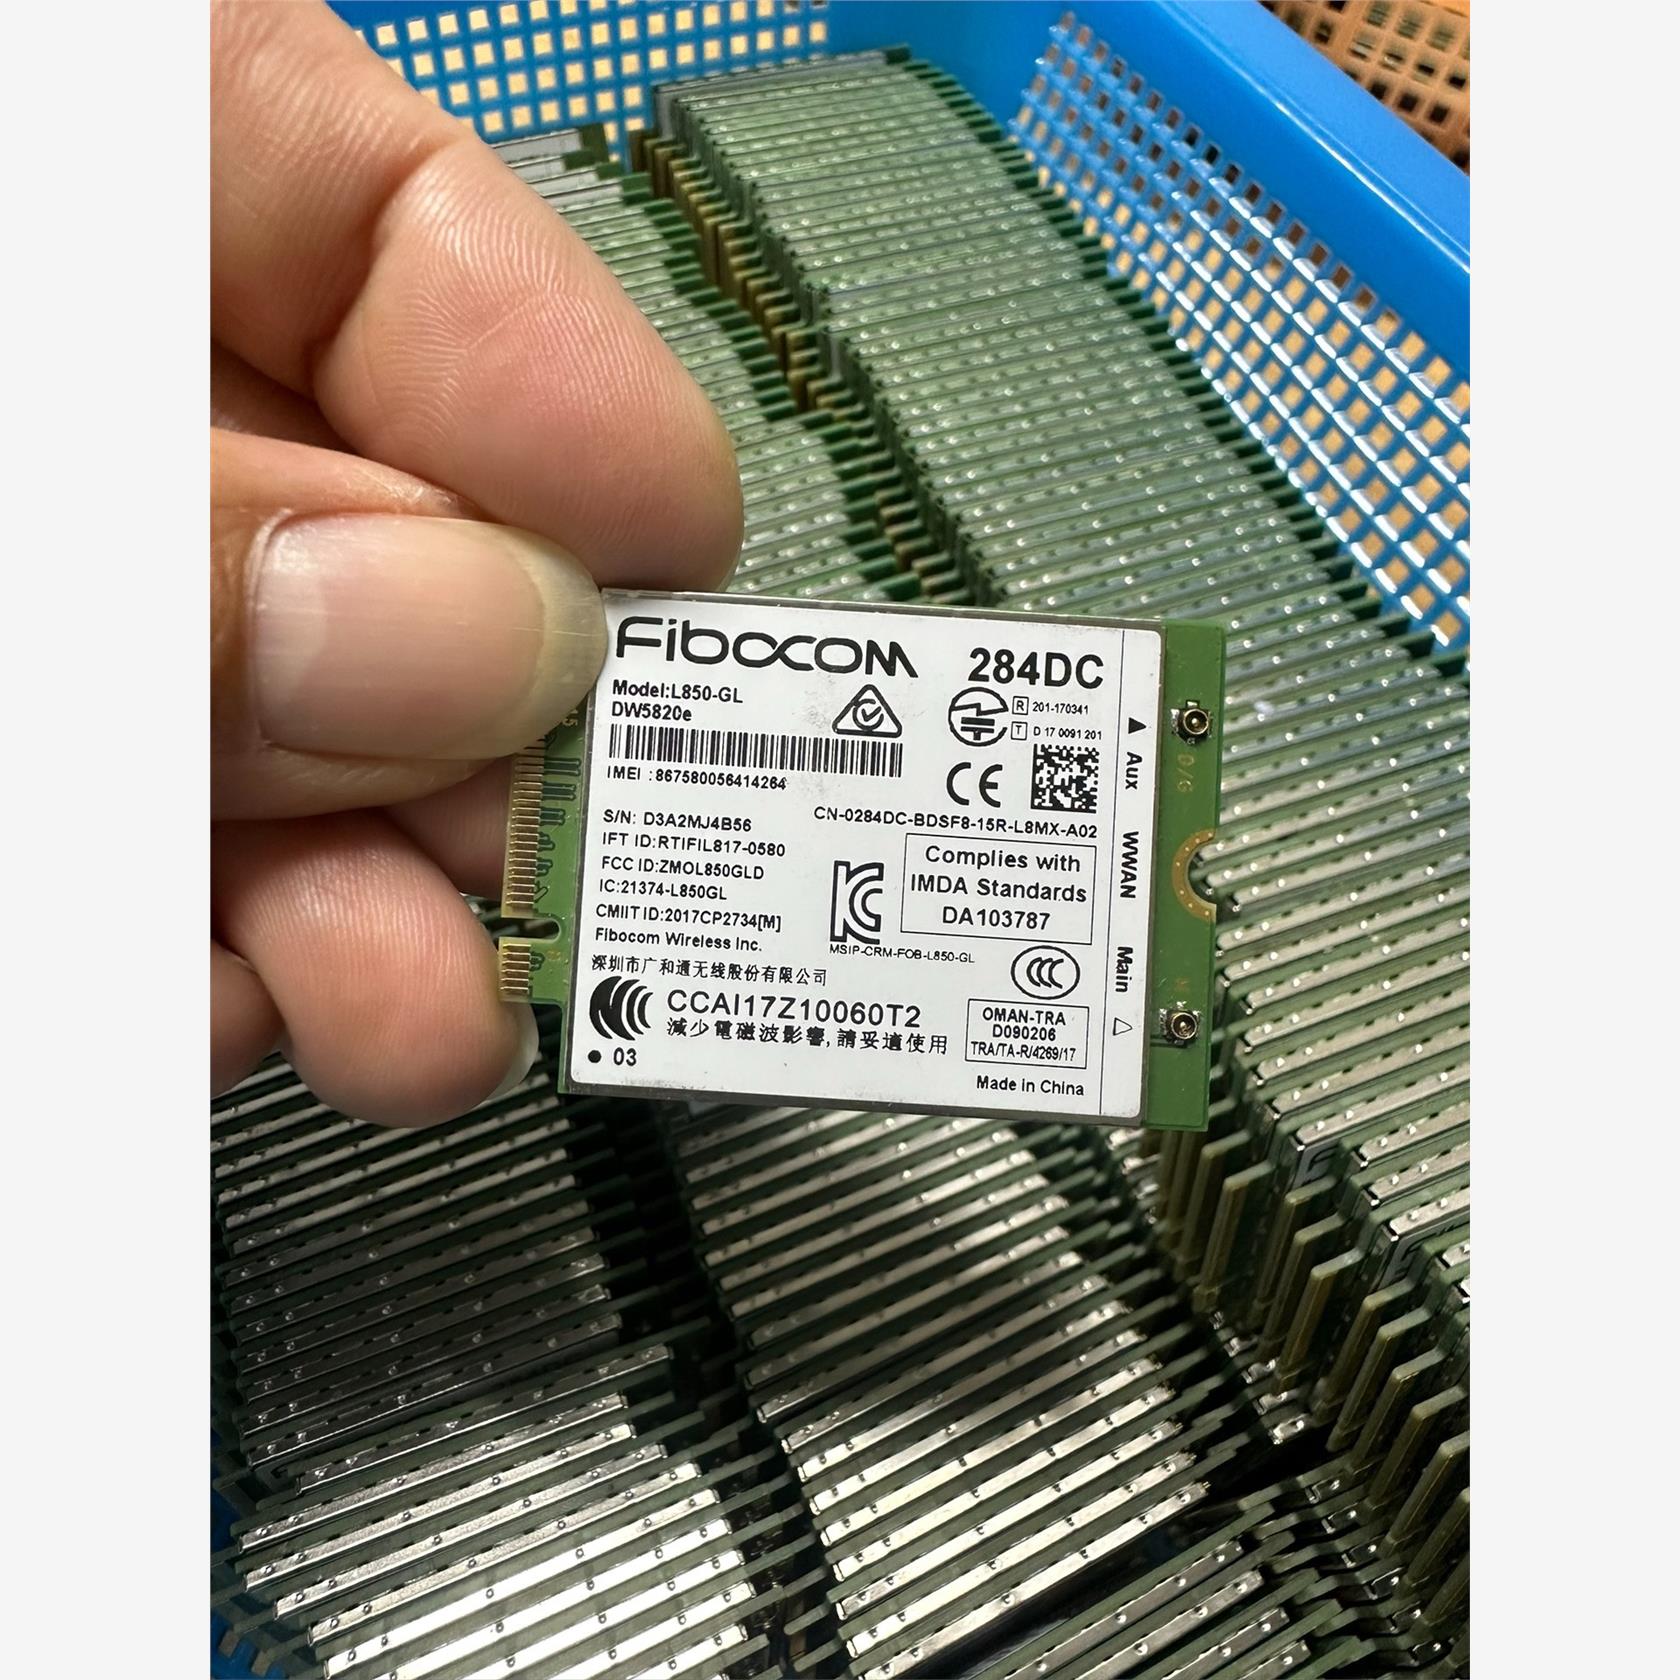 Fibocom
284DC
Model:L850-GL
DW5820e
R 201-170341
T D 17 0091 201
IMEI :867580056414264
CE
CN-0284DC-BDSF8-15R-L8MX-A02
S/N: D3A2MJ4B56
IFT ID:RTIFIL817-0580
FCC ID:ZMOL850GLD
IC:21374-L850GL
CMIIT ID:2017CP2734[M]
Fibocom Wireless Inc.
深圳市广和通无线股份有限公司
Complies with
IMDA Standards
DA103787
MSIP-CRM-FOB-L850-GL
CCAI17Z10060T2
減少電磁波影響,請妥適使用
● 03
OMAN-TRA
D090206
TRA/TA-R/4269/17
Made in China
▲ Aux WWAN Main △
D/G
M